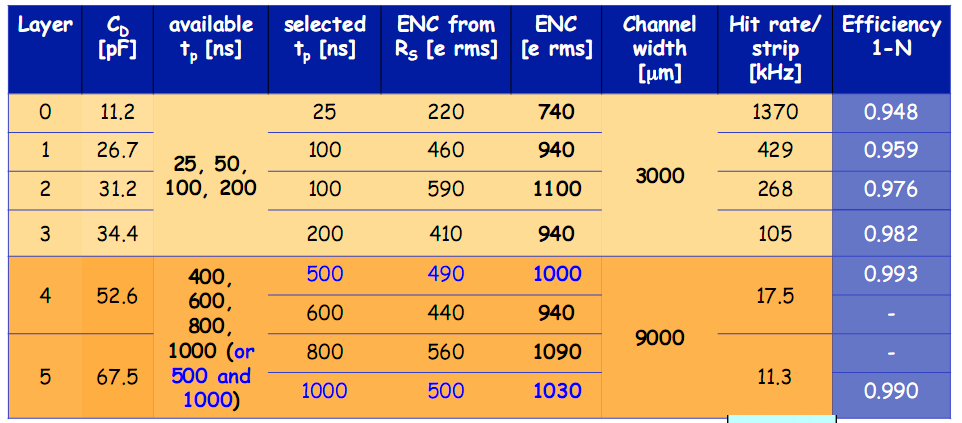 Layer C_D [pF] available t_p [ns] selected t_p [ns] ENC from R_S [e rms] ENC [e rms] Channel width [μm] Hit rate/ strip [kHz] Efficiency 1-N
0 11.2 25, 50, 100, 200 25 220 740 3000 1370 0.948
1 26.7 100 460 940 429 0.959
2 31.2 100 590 1100 268 0.976
3 34.4 200 410 940 105 0.982
4 52.6 400, 600, 800, 1000 (or 500 and 1000) 500 490 1000 9000 17.5 0.993
600 440 940 -
5 67.5 800 560 1090 11.3 -
1000 500 1030 0.990